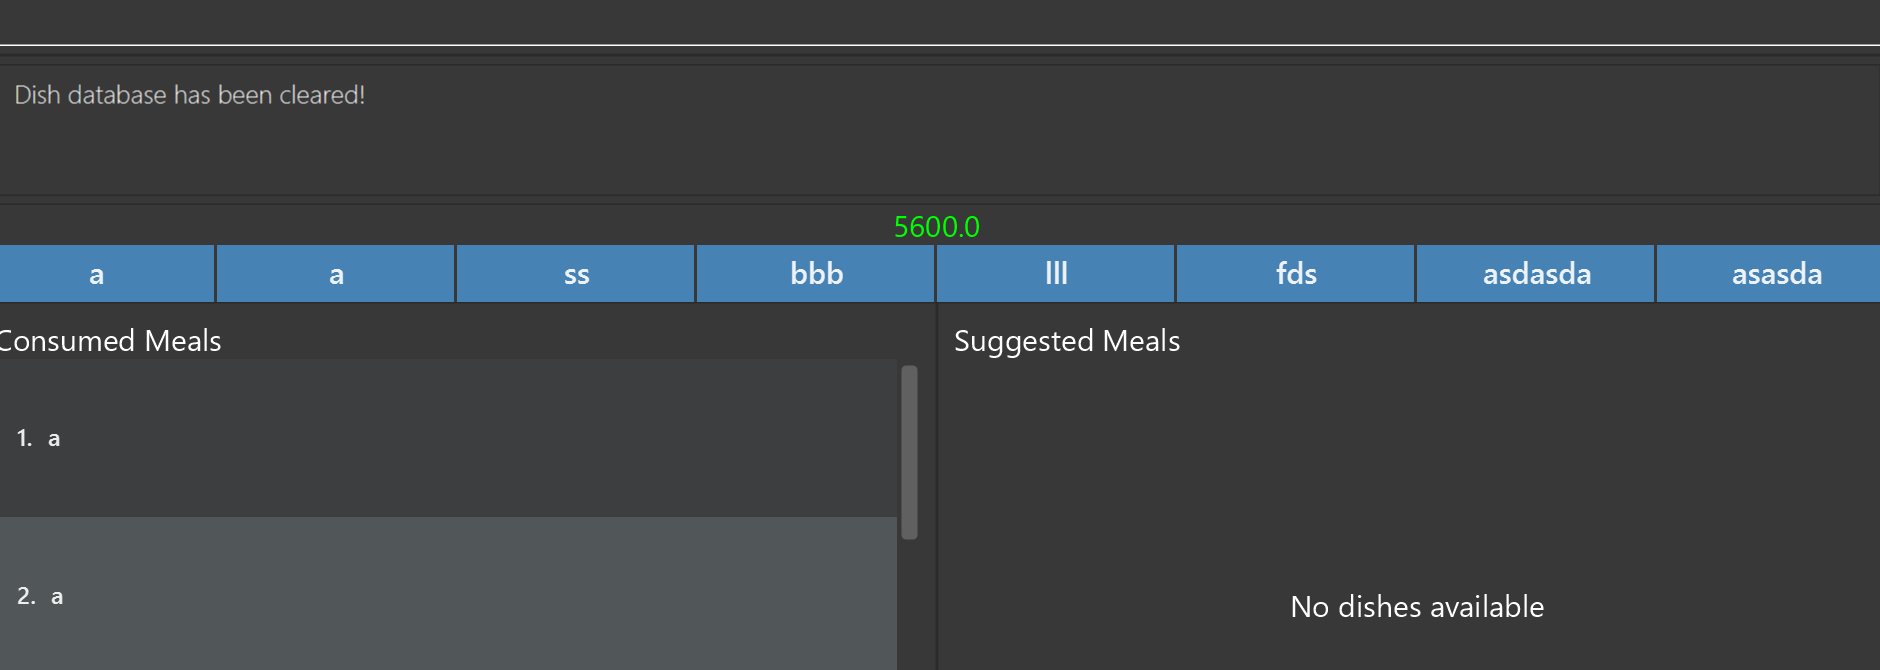 Dish database has been cleared!
5600.0
a a ss bbb lll fds asdasda asasda
Consumed Meals
1. a
2. a
Suggested Meals
No dishes available